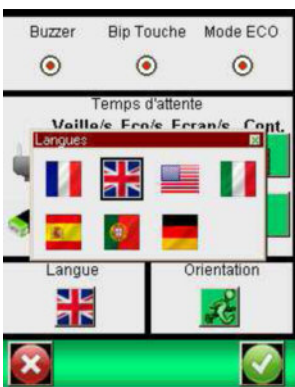 Buzzer Bip Touche Mode ECO
Temps d'attente
Veille/s Eco/s Ecran/s Cont.
Langues
Langue Orientation